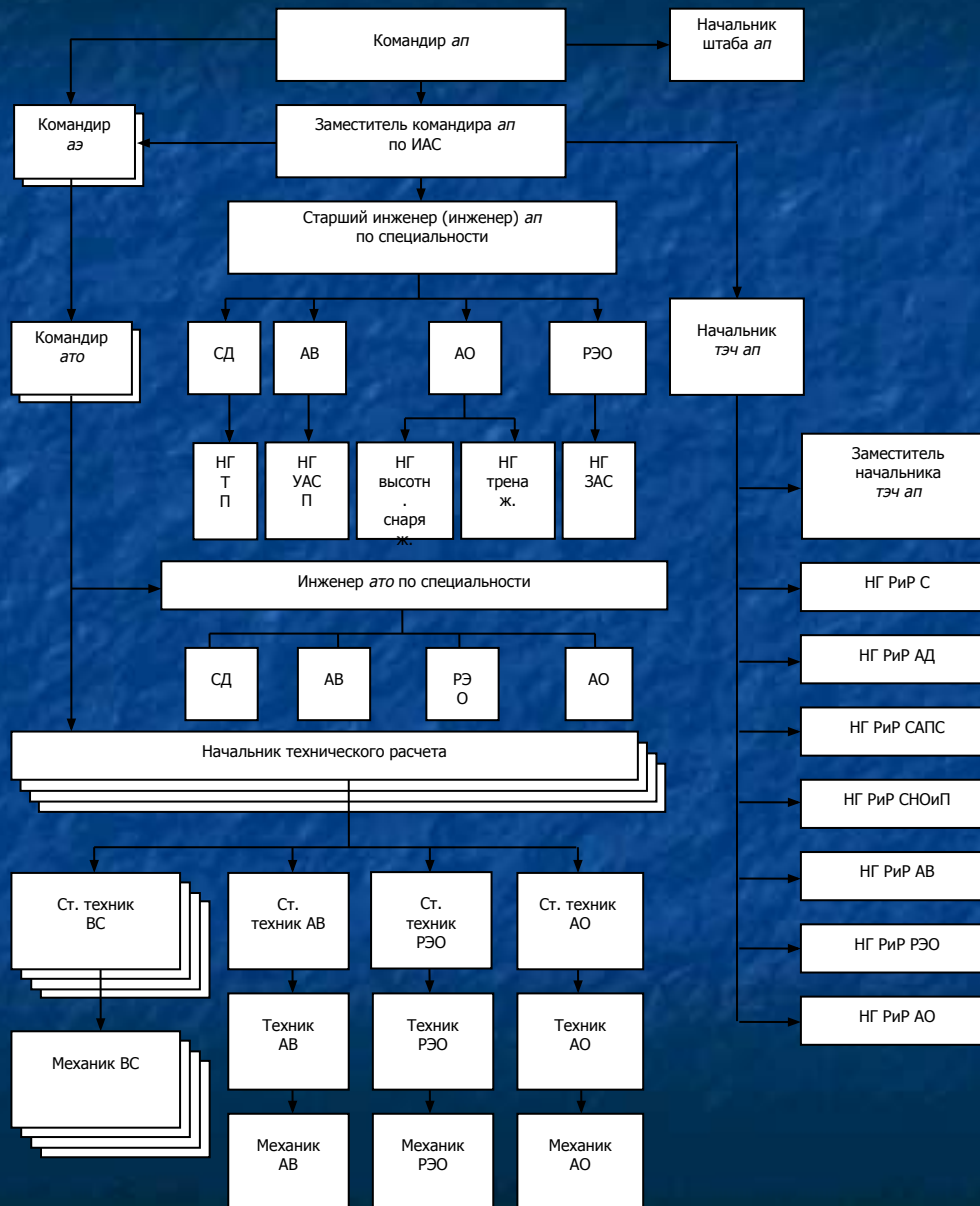 Командир ап
Начальник
штаба ап
Командир
аэ
Заместитель командира ап
по ИАС
Старший инженер (инженер) ап
по специальности
Командир
ато
СД
АВ
АО
РЭО
Начальник
тэч ап
НГ
Т
П
НГ
УАС
П
НГ
высотн
.
снаря
ж.
НГ
трена
ж.
НГ
ЗАС
Заместитель
начальника
тэч ап
Инженер ато по специальности
НГ РиР С
СД
АВ
РЭ
О
АО
НГ РиР АД
НГ РиР САПС
Начальник технического расчета
НГ РиР СНОиП
НГ РиР АВ
Ст. техник
ВС
Ст.
техник АВ
Ст.
техник
РЭО
Ст. техник
АО
НГ РиР РЭО
НГ РиР АО
Механик ВС
Техник
АВ
Техник
РЭО
Техник
АО
Механик
АВ
Механик
РЭО
Механик
АО